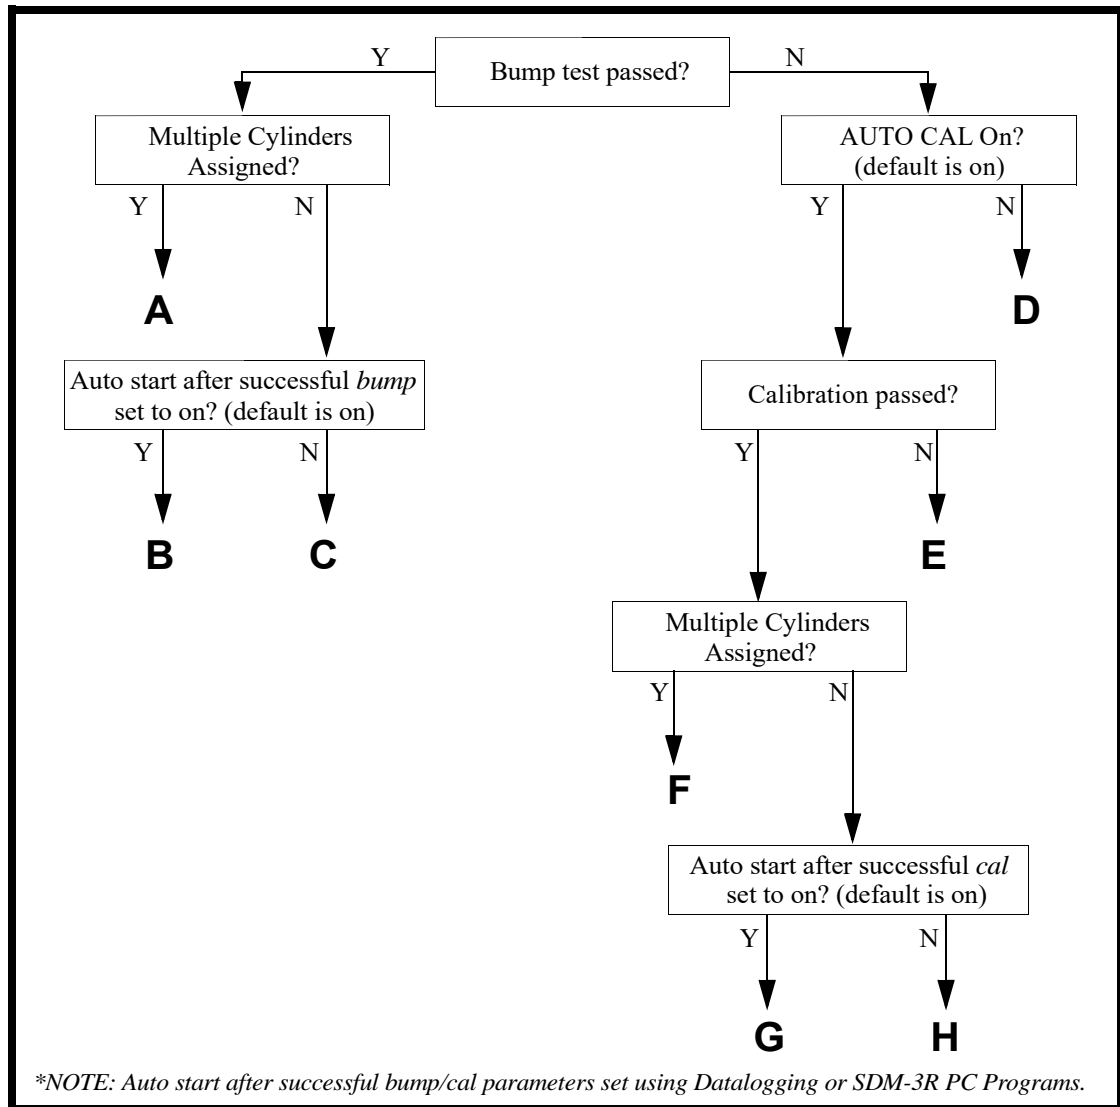 Bump test passed?
Y
N
Multiple Cylinders
Assigned?
AUTO CAL On?
(default is on)
Y
N
Y
N
A
D
Auto start after successful bump
set to on? (default is on)
Calibration passed?
Y
N
Y
N
B
C
E
Multiple Cylinders
Assigned?
Y
N
F
Auto start after successful cal
set to on? (default is on)
Y
N
G
H
*NOTE: Auto start after successful bump/cal parameters set using Datalogging or SDM-3R PC Programs.